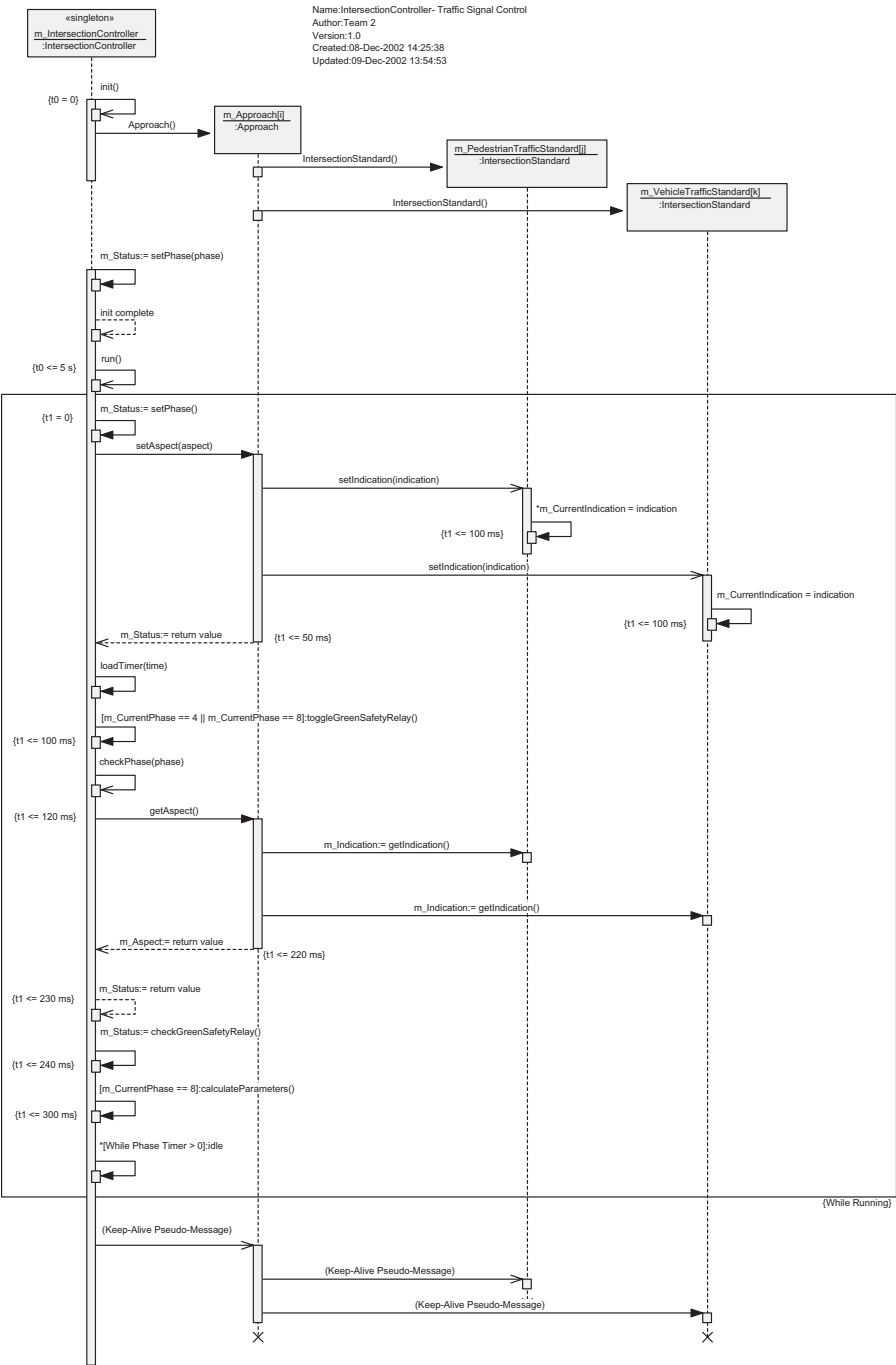 Name:IntersectionController- Traffic Signal Control
Author:Team 2
Version:1.0
Created:08-Dec-2002 14:25:38
Updated:09-Dec-2002 13:54:53
«singleton»
m_IntersectionController
:IntersectionController
init()
{t0 = 0}
Approach()
m_Approach[i]
:Approach
IntersectionStandard()
m_PedestrianTrafficStandard[j]
:IntersectionStandard
IntersectionStandard()
m_VehicleTrafficStandard[k]
:IntersectionStandard
m_Status:= setPhase(phase)
init complete
{t0 <= 5 s}
run()
{t1 = 0}
m_Status:= setPhase()
setAspect(aspect)
setIndication(indication)
*m_CurrentIndication = indication
{t1 <= 100 ms}
setIndication(indication)
m_CurrentIndication = indication
{t1 <= 100 ms}
m_Status:= return value
{t1 <= 50 ms}
loadTimer(time)
[m_CurrentPhase == 4 || m_CurrentPhase == 8]:toggleGreenSafetyRelay()
{t1 <= 100 ms}
checkPhase(phase)
{t1 <= 120 ms}
getAspect()
m_Indication:= getIndication()
m_Indication:= getIndication()
m_Aspect:= return value
{t1 <= 220 ms}
m_Status:= return value
{t1 <= 230 ms}
m_Status:= checkGreenSafetyRelay()
{t1 <= 240 ms}
[m_CurrentPhase == 8]:calculateParameters()
{t1 <= 300 ms}
*[While Phase Timer > 0]:idle
{While Running}
(Keep-Alive Pseudo-Message)
(Keep-Alive Pseudo-Message)
(Keep-Alive Pseudo-Message)